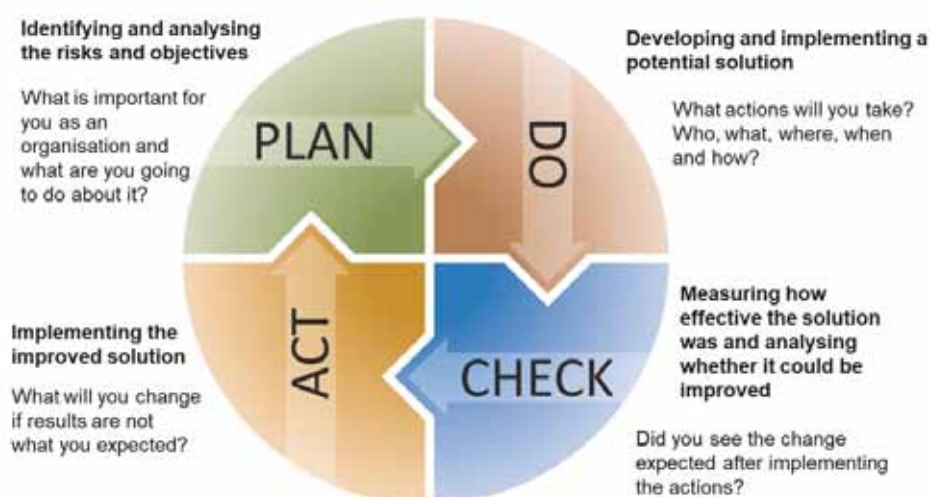 Identifying and analysing
the risks and objectives
What is important for
you as an
organisation and
what are you going
to do about it?
PLAN
DO
Developing and implementing a
potential solution
What actions will you take?
Who, what, where, when
and how?
Measuring how
effective the solution
was and analysing
whether it could be
improved
Did you see the change
expected after implementing
the actions?
CHECK
ACT
Implementing the
improved solution
What will you change
if results are not
what you expected?